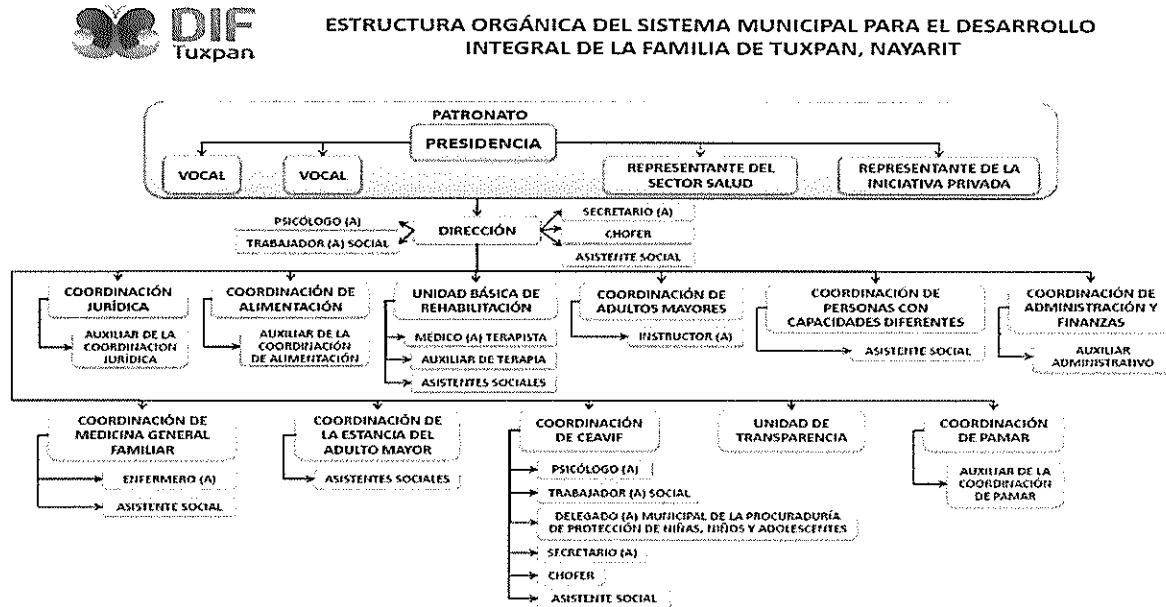 DIF
Tuxpan
ESTRUCTURA ORGÁNICA DEL SISTEMA MUNICIPAL PARA EL DESARROLLO
INTEGRAL DE LA FAMILIA DE TUXPAN, NAYARIT
PATRONATO
PRESIDENCIA
VOCAL
VOCAL
REPRESENTANTE DEL
SECTOR SALUD
REPRESENTANTE DE LA
INICIATIVA PRIVADA
PSICÓLOGO (A)
TRABAJADOR (A) SOCIAL
DIRECCIÓN
SECRETARIO (A)
CHOFER
ASISTENTE SOCIAL
COORDINACIÓN
JURÍDICA
AUXILIAR DE LA
COORDINACION
JURÍDICA
COORDINACIÓN DE
ALIMENTACIÓN
AUXILIAR DE LA
COORDINACIÓN
DE ALIMENTACIÓN
UNIDAD BÁSICA DE
REHABILITACIÓN
MEDICO (A) TERAPISTA
AUXILIAR DE TERAPIA
ASISTENTES SOCIALES
COORDINACIÓN DE
ADULTOS MAYORES
INSTRUCTOR (A)
COORDINACIÓN DE
PERSONAS CON
CAPACIDADES DIFERENTES
ASISTENTE SOCIAL
COORDINACIÓN DE
ADMINISTRACIÓN Y
FINANZAS
AUXILIAR
ADMINISTRATIVO
COORDINACIÓN DE
MEDICINA GENERAL
FAMILIAR
ENFERMERO (A)
ASISTENTE SOCIAL
COORDINACIÓN DE
LA ESTANCIA DEL
ADULTO MAYOR
ASISTENTES SOCIALES
COORDINACIÓN
DE CEAVIF
PSICÓLOGO (A)
TRABAJADOR (A) SOCIAL
DELEGADO (A) MUNICIPAL DE LA PROCURADURÍA
DE PROTECCIÓN DE NIÑAS, NIÑOS Y ADOLESCENTES
SECRETARIO (A)
CHOFER
ASISTENTE SOCIAL
UNIDAD DE
TRANSPARENCIA
COORDINACIÓN
DE PAMAR
AUXILIAR DE LA
COORDINACIÓN
DE PAMAR